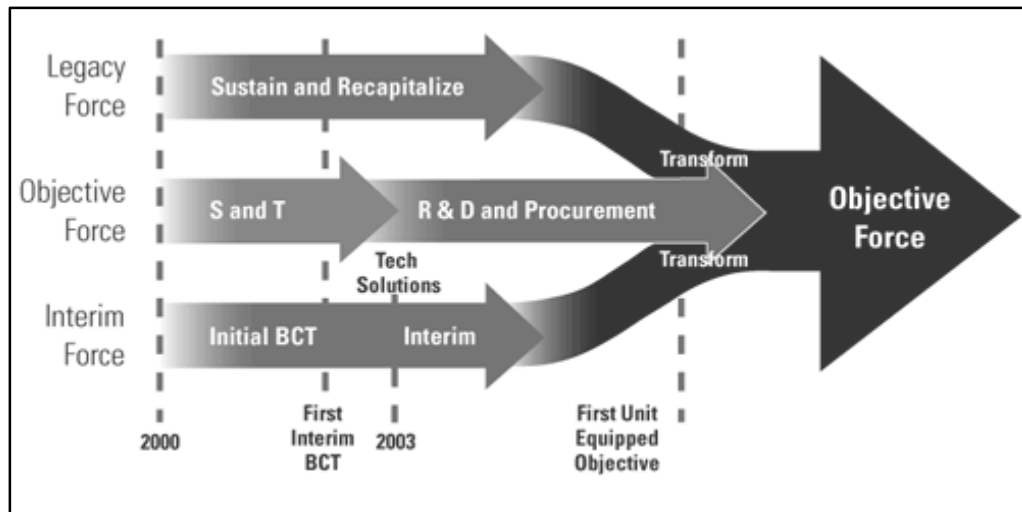 Legacy
Force
Sustain and Recapitalize
Transform
Objective
Force
S and T
R & D and Procurement
Objective
Force
Transform
Tech
Solutions
Interim
Force
Initial BCT
Interim
2000
First
Interim
BCT
2003
First Unit
Equipped
Objective